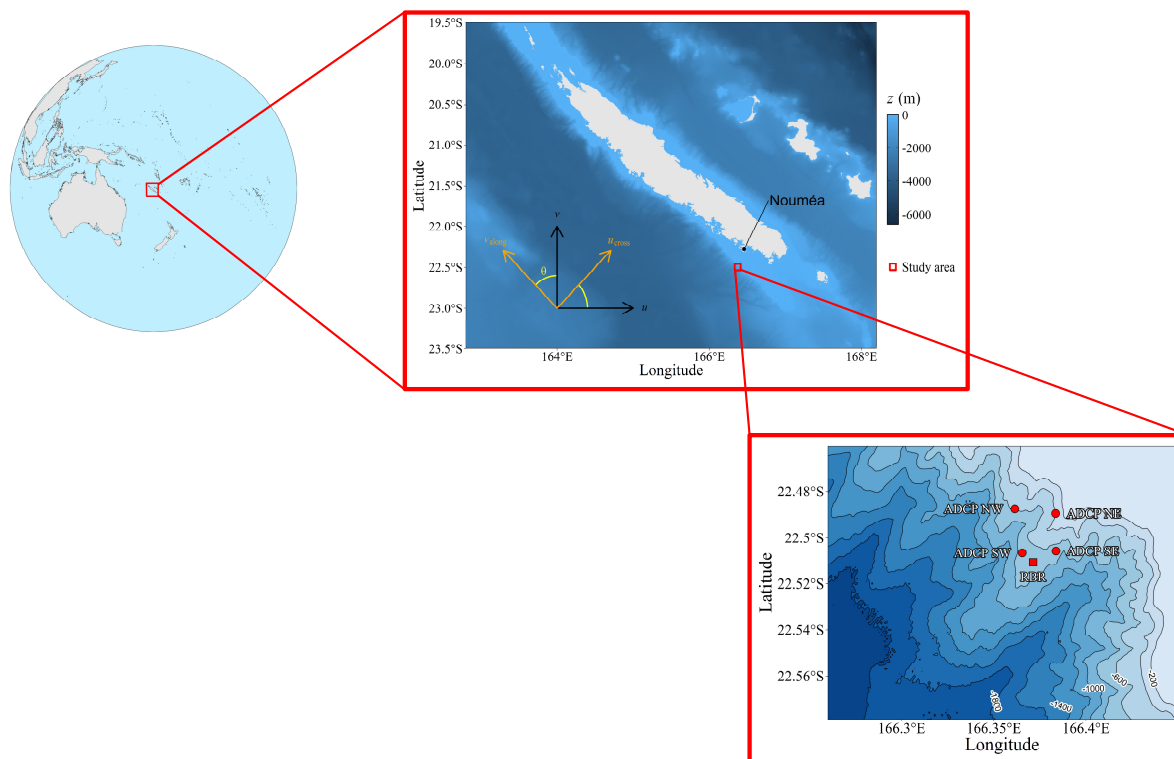 19.5°S
20.0°S
20.5°S
21.0°S
21.5°S
22.0°S
22.5°S
23.0°S
23.5°S
Latitude
164°E
166°E
168°E
Longitude
Nouméa
v
v along
u cross
θ
u
z (m)
0
-2000
-4000
-6000
Study area
22.48°S
22.5°S
22.52°S
22.54°S
22.56°S
Latitude
ADCP NW
ADCP NE
ADCP SW
ADCP SE
RBR
-200
-600
-1000
-1400
-1800
166.3°E
166.35°E
166.4°E
Longitude